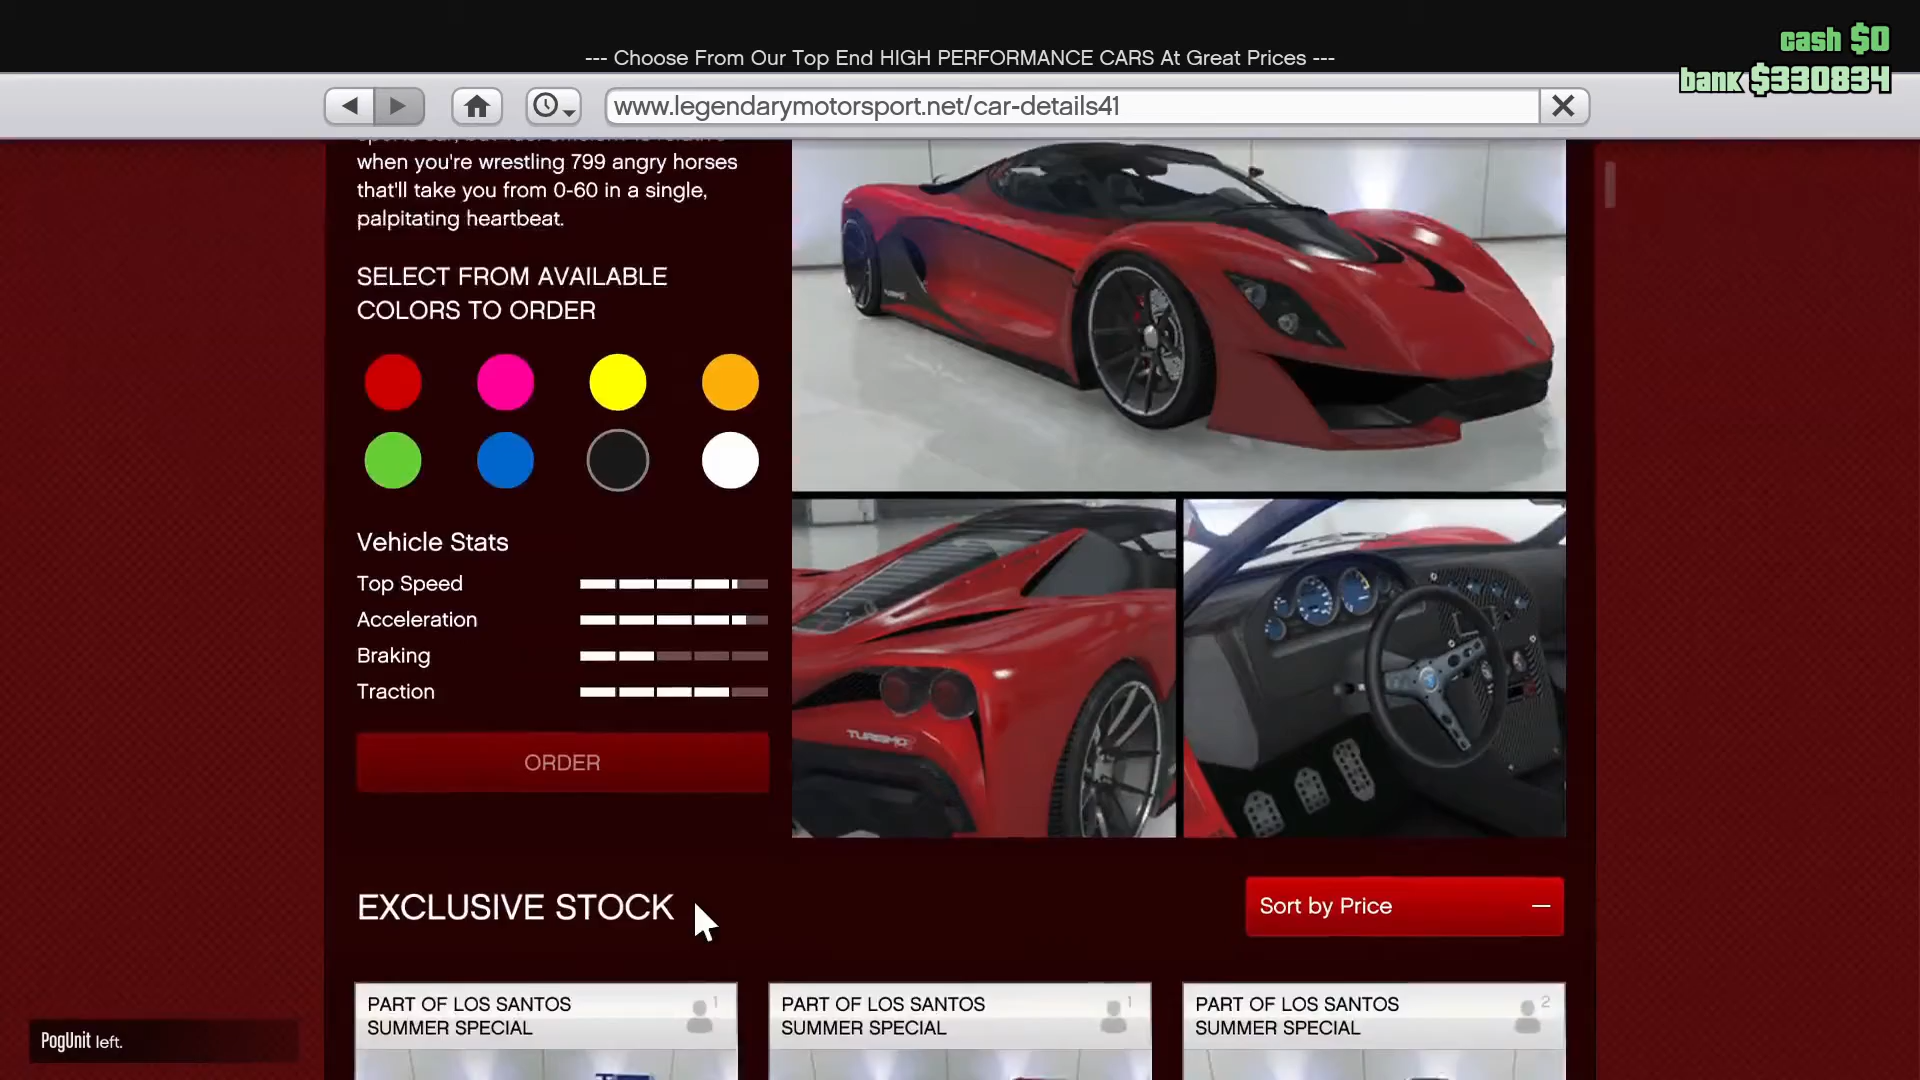 cash $0
--- Choose From Our Top End HIGH PERFORMANCE CARS At Great Prices ---
bank $330834
www.legendarymotorsport.net/car-details41
when you're wrestling 799 angry horses
that'll take you from 0-60 in a single,
palpitating heartbeat.
SELECT FROM AVAILABLE
COLORS TO ORDER
Vehicle Stats
Top Speed
Acceleration
Braking
Traction
TURISMO
ORDER
EXCLUSIVE STOCK
Sort by Price
PART OF LOS SANTOS
SUMMER SPECIAL
1
PART OF LOS SANTOS
SUMMER SPECIAL
1
PART OF LOS SANTOS
SUMMER SPECIAL
2
PogUnit left.